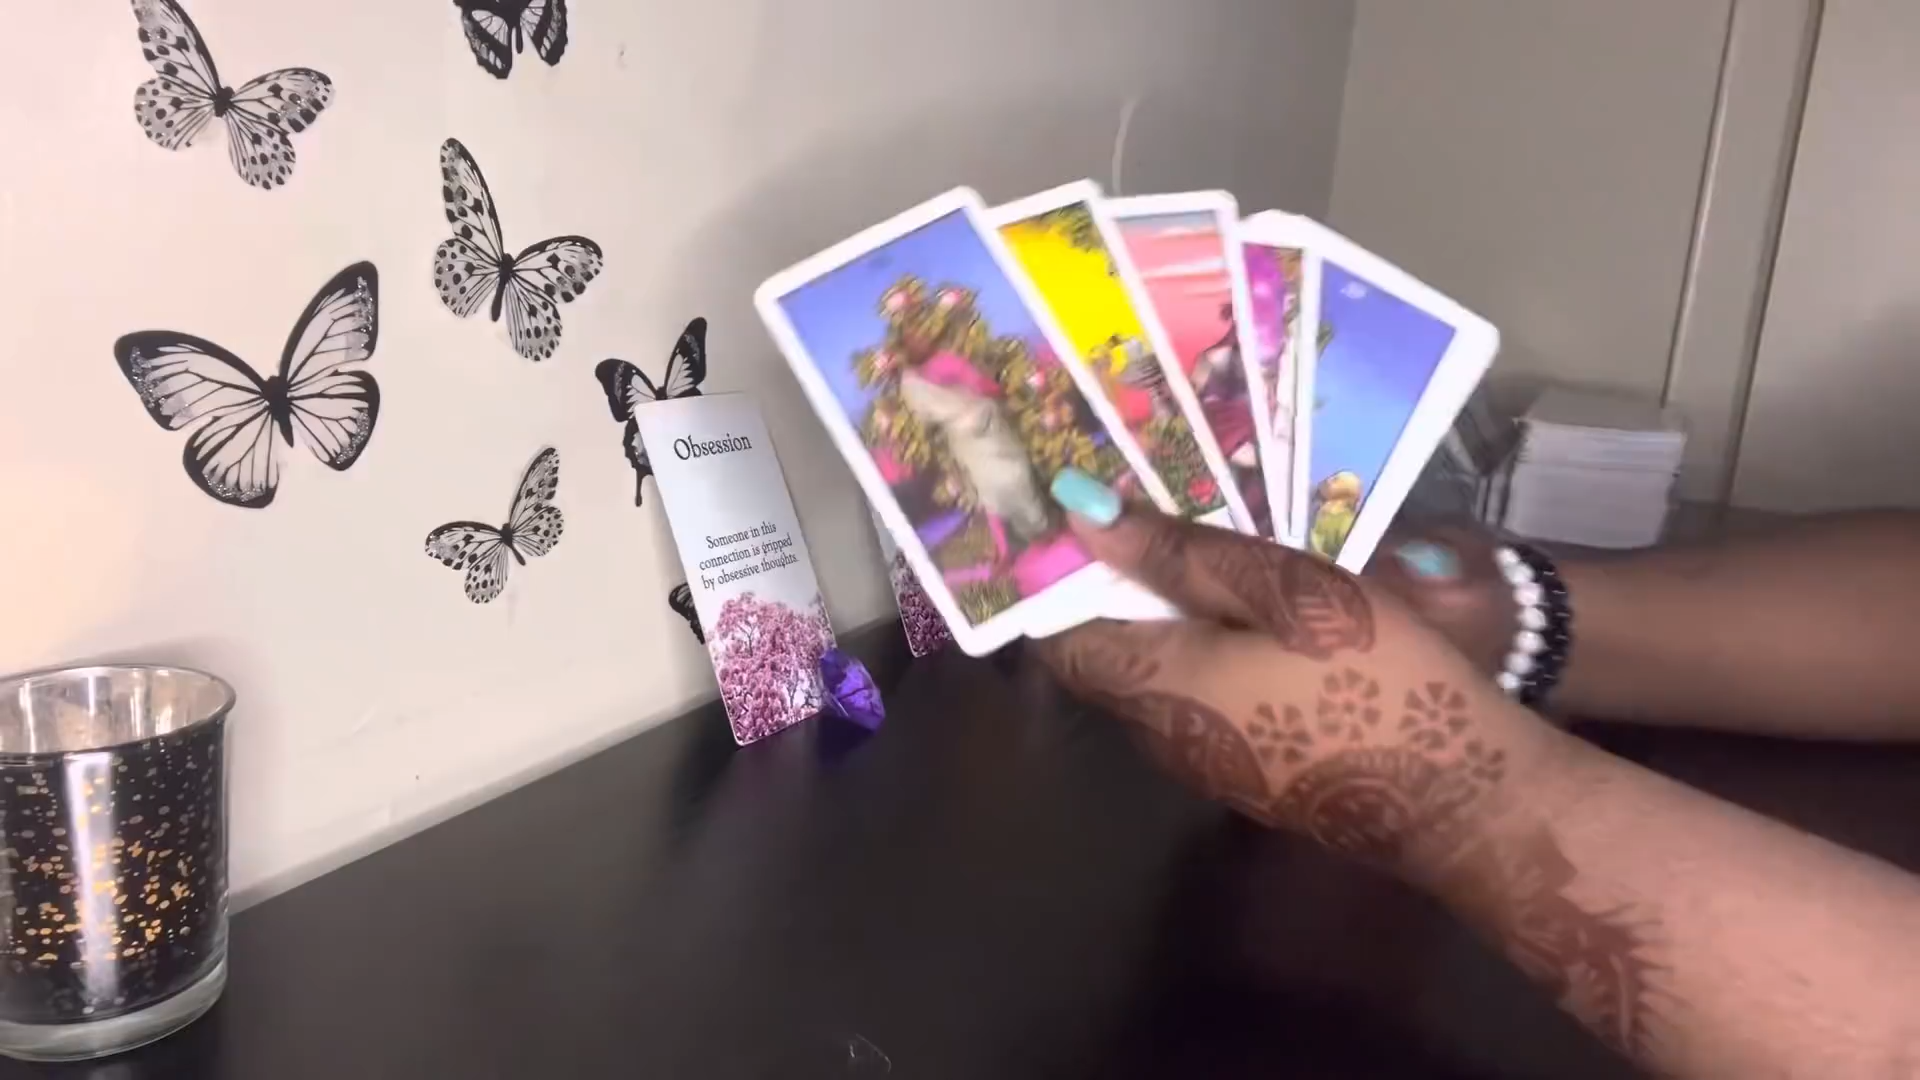 Obsession
Someone in this
connection is gripped
by obsessive thoughts.